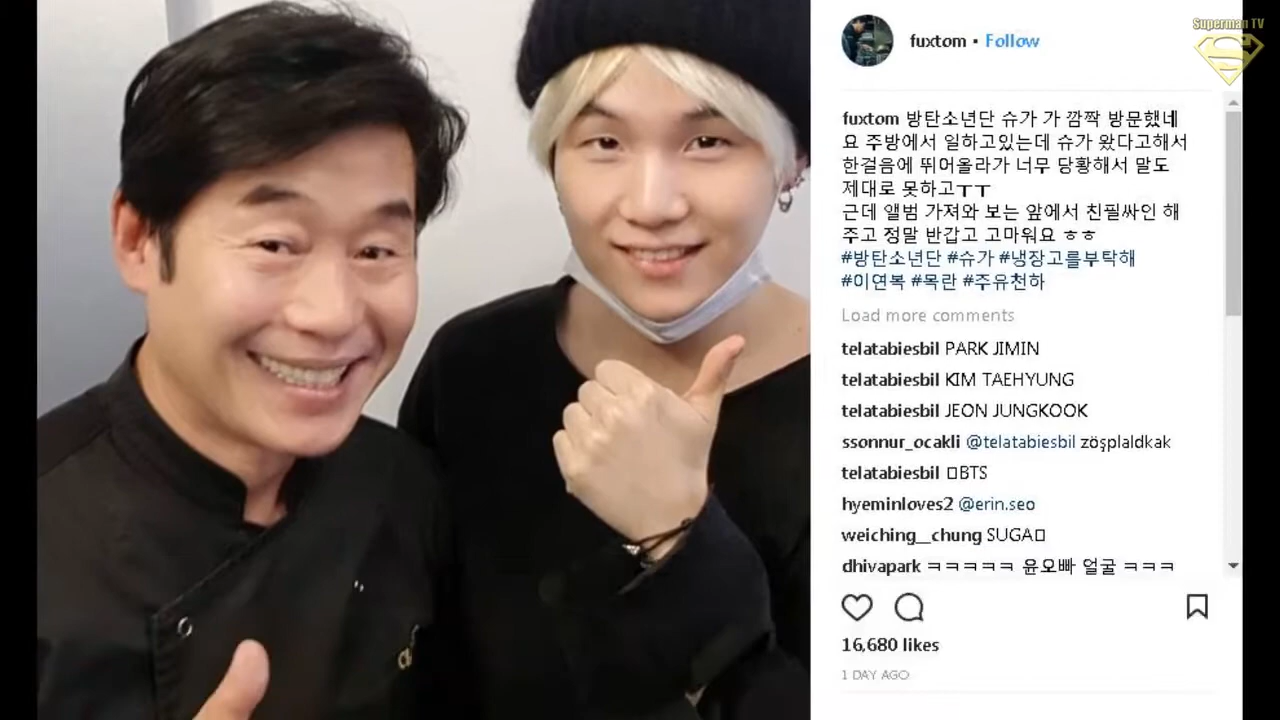 Superman TV
fuxtom • Follow
fuxtom 방탄소년단 슈가 가 깜짝 방문했네
요 주방에서 일하고있는데 슈가 왔다고해서
한걸음에 뛰어올라가 너무 당황해서 말도
제대로 못하고ㅜㅜ
근데 앨범 가져와 보는 앞에서 친필싸인 해
주고 정말 반갑고 고마워요 ㅎㅎ
#방탄소년단 #슈가 #냉장고를부탁해
#이연복 #목란 #주유천하
Load more comments
telatabiesbil PARK JIMIN
telatabiesbil KIM TAEHYUNG
telatabiesbil JEON JUNGKOOK
ssonnur_ocakli @telatabiesbil zöşplaldkak
telatabiesbil BTS
hyeminloves2 @erin.seo
weiching__chung SUGA
dhivapark ㅋㅋㅋㅋㅋ 윤오빠 얼굴 ㅋㅋㅋ
16,680 likes
1 DAY AGO